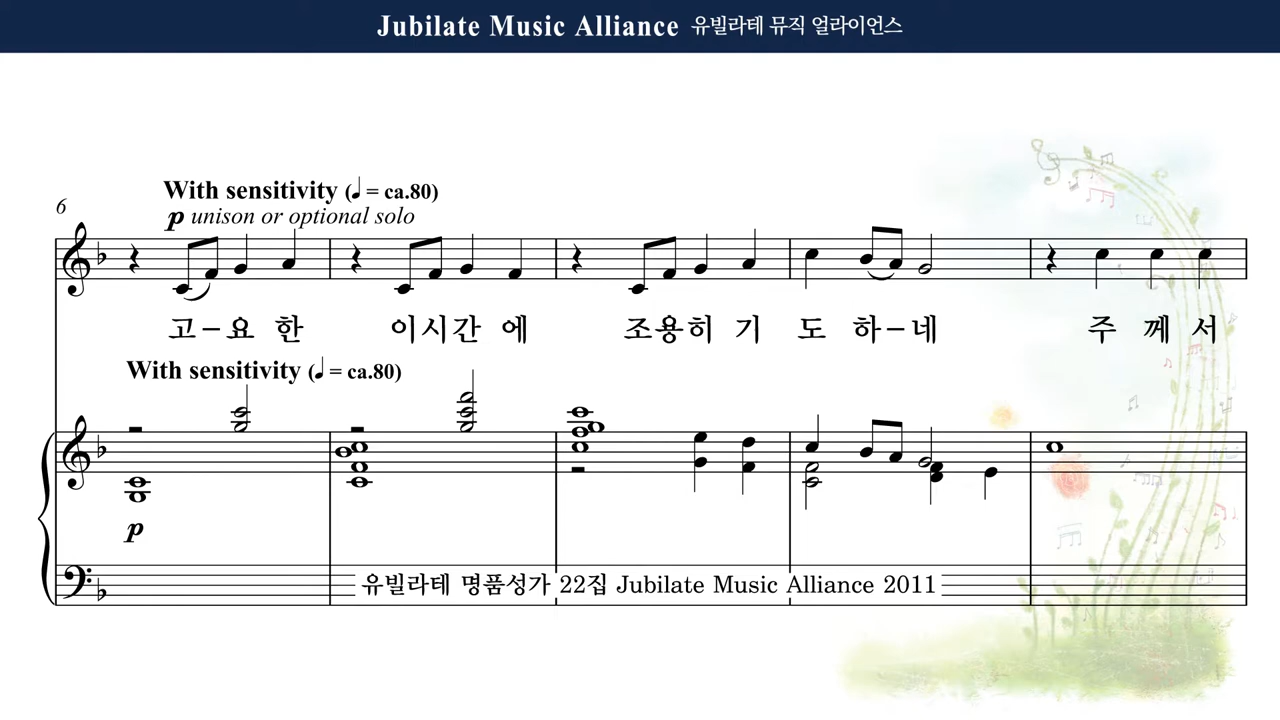 Jubilate Music Alliance 유빌라테 뮤직 얼라이언스
With sensitivity (♩ = ca.80)
6
p unison or optional solo
고–요 한 이시간 에 조용히 기 도 하–네 주 께 서
With sensitivity (♩ = ca.80)
p
유빌라테 명품성가 22집 Jubilate Music Alliance 2011